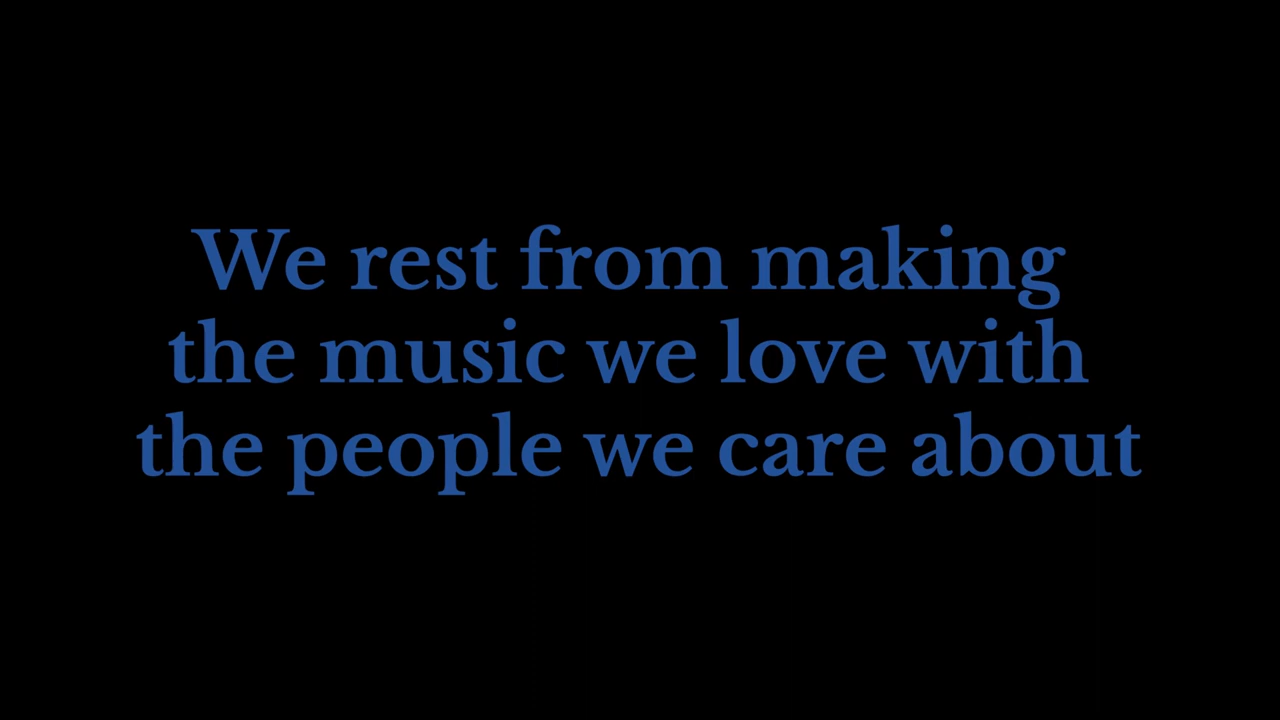 We rest from making
the music we love with
the people we care about